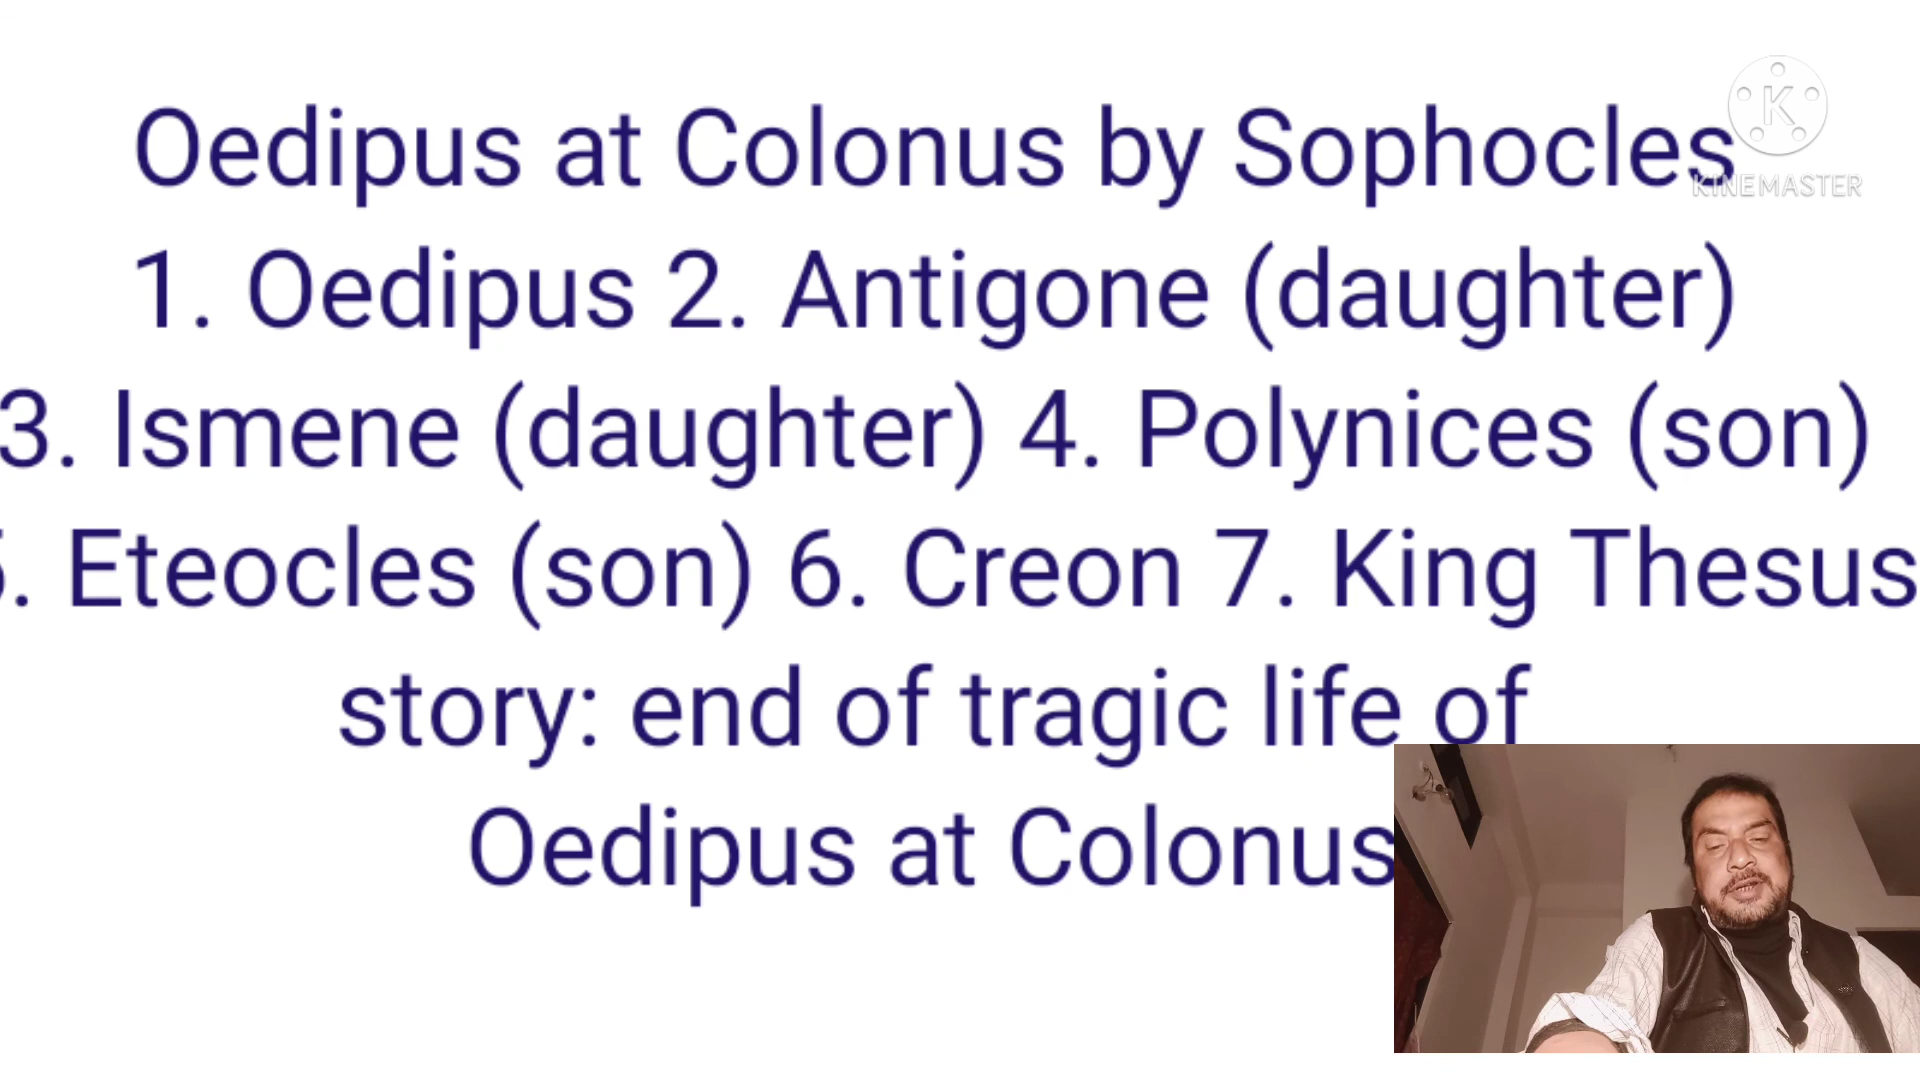 Oedipus at Colonus by Sophocles
KINEMASTER
1. Oedipus 2. Antigone (daughter)
3. Ismene (daughter) 4. Polynices (son)
5. Eteocles (son) 6. Creon 7. King Thesus
story: end of tragic life of
Oedipus at Colonus